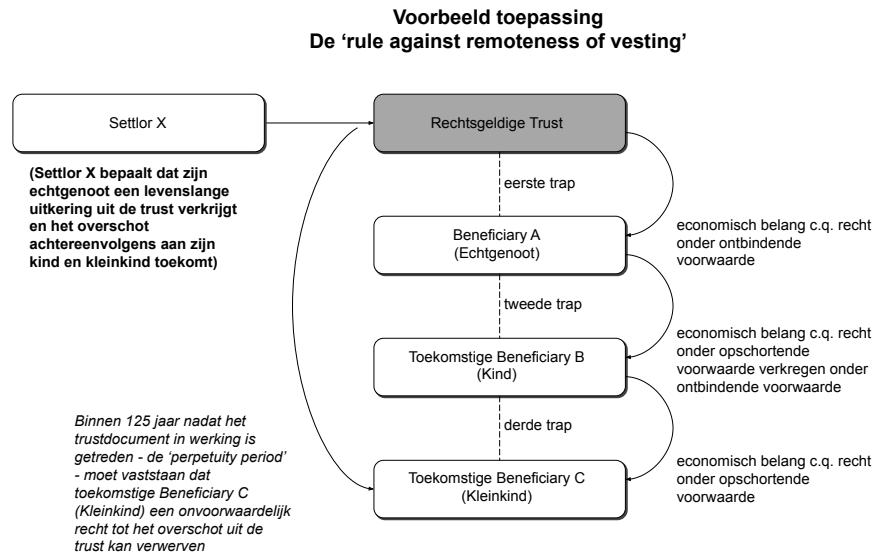 Voorbeeld toepassing
De ‘rule against remoteness of vesting’
Settlor X
Rechtsgeldige Trust
(Settlor X bepaalt dat zijn
echtgenoot een levenslange
uitkering uit de trust verkrijgt
en het overschot
achtereenvolgens aan zijn
kind en kleinkind toekomt)
eerste trap
Beneficiary A
(Echtgenoot)
economisch belang c.q. recht
onder ontbindende
voorwaarde
tweede trap
Toekomstige Beneficiary B
(Kind)
economisch belang c.q. recht
onder opschortende
voorwaarde verkregen onder
ontbindende voorwaarde
derde trap
Toekomstige Beneficiary C
(Kleinkind)
economisch belang c.q. recht
onder opschortende
voorwaarde
Binnen 125 jaar nadat het
trustdocument in werking is
getreden - de ‘perpetuity period’
- moet vaststaan dat
toekomstige Beneficiary C
(Kleinkind) een onvoorwaardelijk
recht tot het overschot uit de
trust kan verwerven